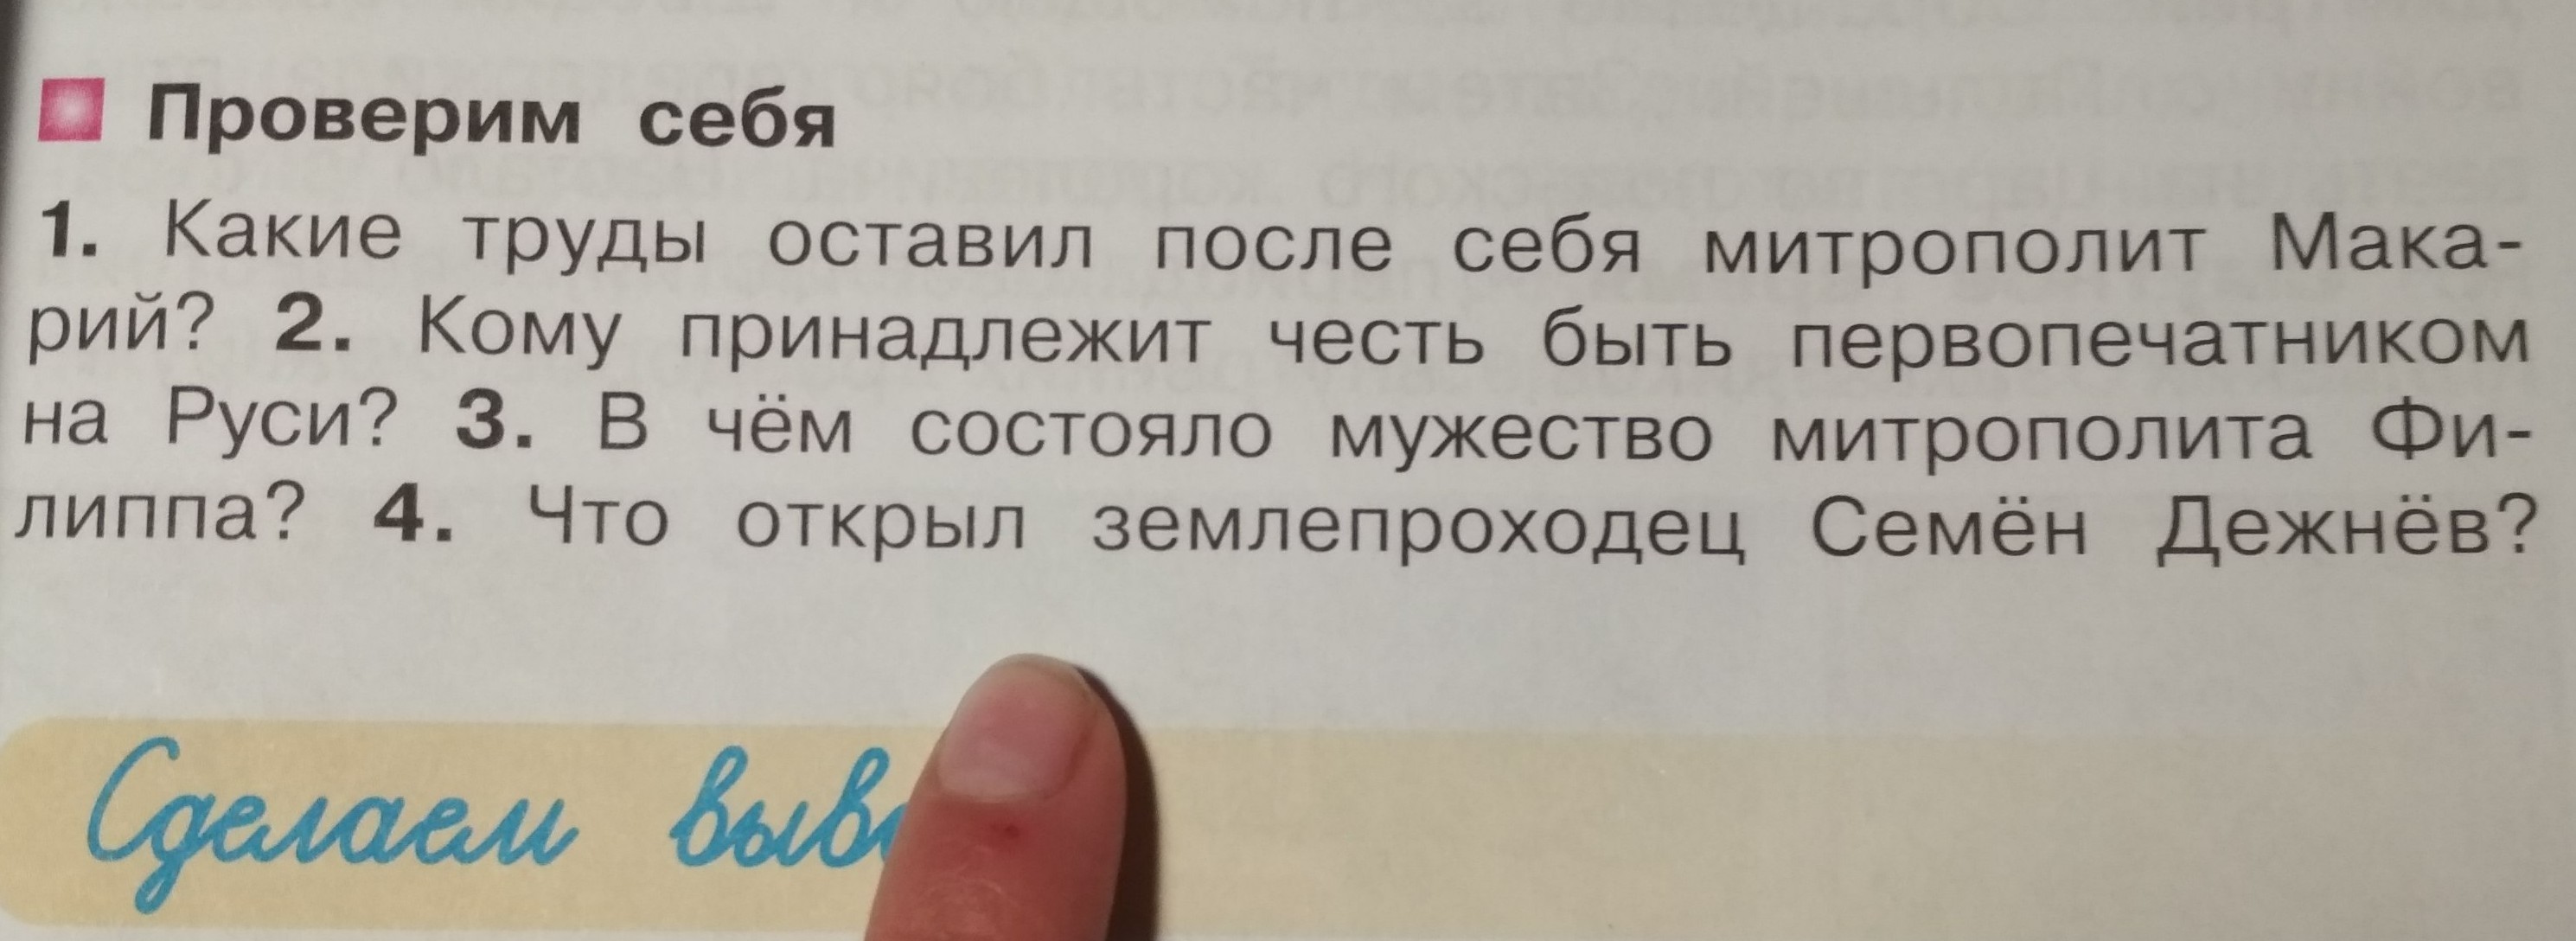 Проверим себя
1. Какие труды оставил после себя митрополит Мака-
рий? 2. Кому принадлежит честь быть первопечатником
на Руси? 3. В чём состояло мужество митрополита Фи-
липпа? 4. Что открыл землепроходец Семён Дежнёв?
Сделаем